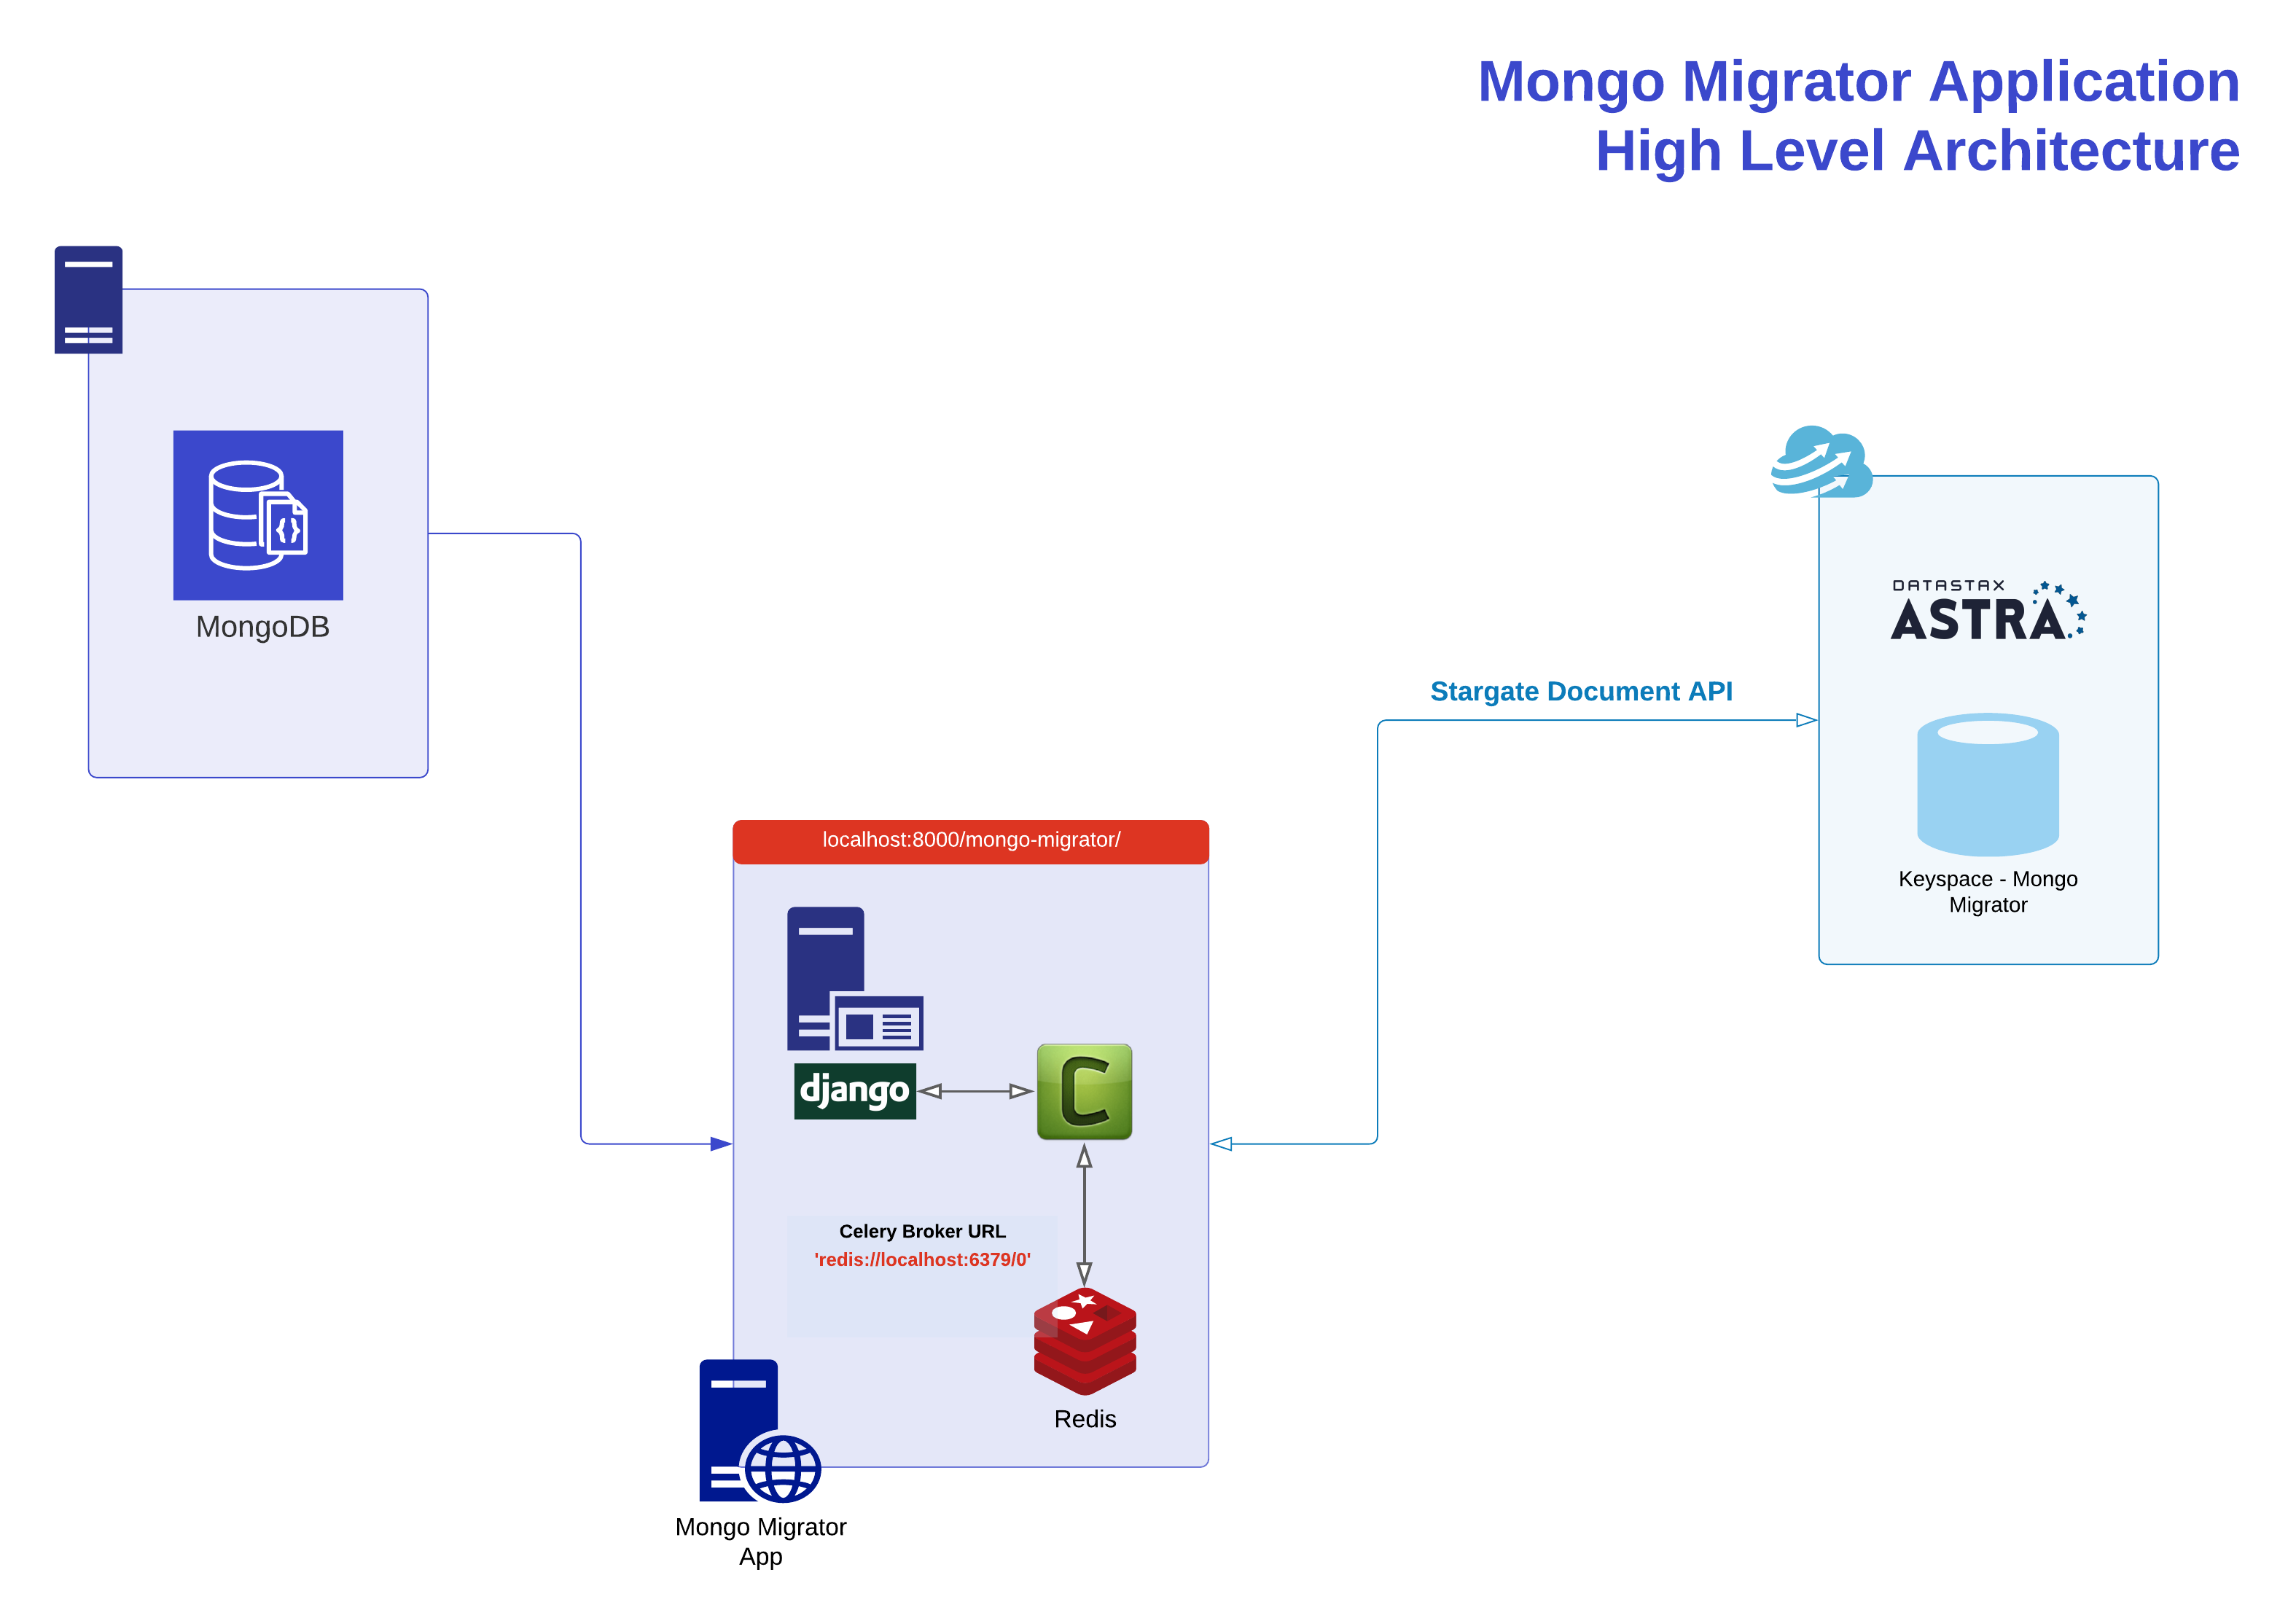 Mongo Migrator Application
High Level Architecture
MongoDB
DATASTAX
ASTRA
Stargate Document API
Keyspace - Mongo
Migrator
localhost:8000/mongo-migrator/
django
C
Celery Broker URL
'redis://localhost:6379/0'
Redis
Mongo Migrator
App